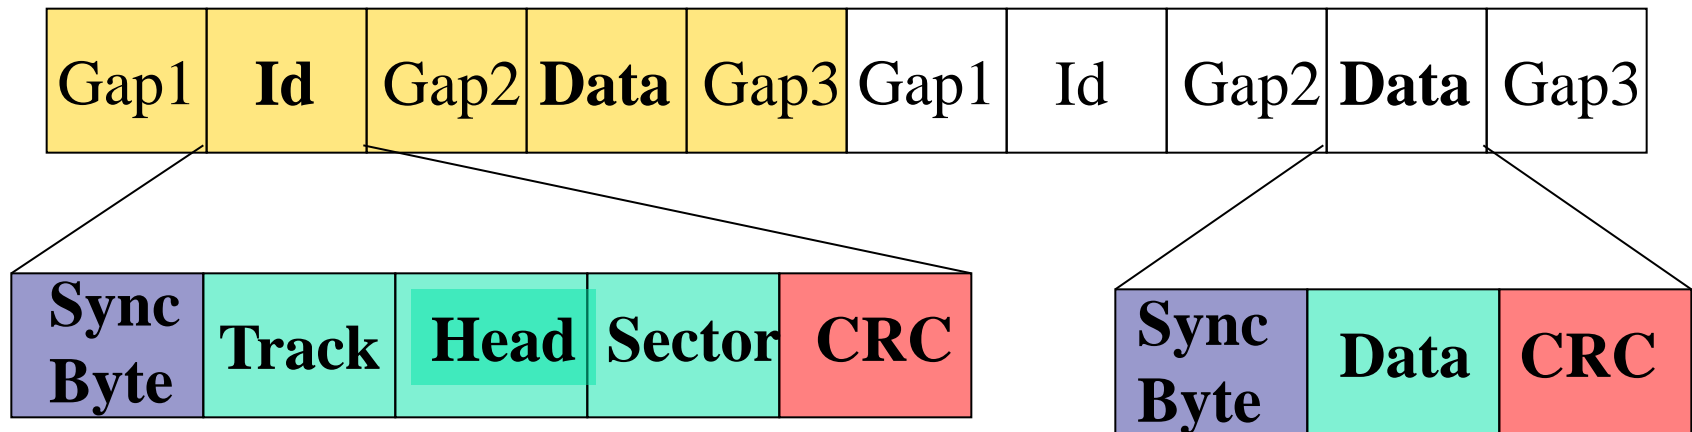 Gap1 Id Gap2 Data Gap3 Gap1 Id Gap2 Data Gap3
Sync Byte Track Head Sector CRC
Sync Byte Data CRC